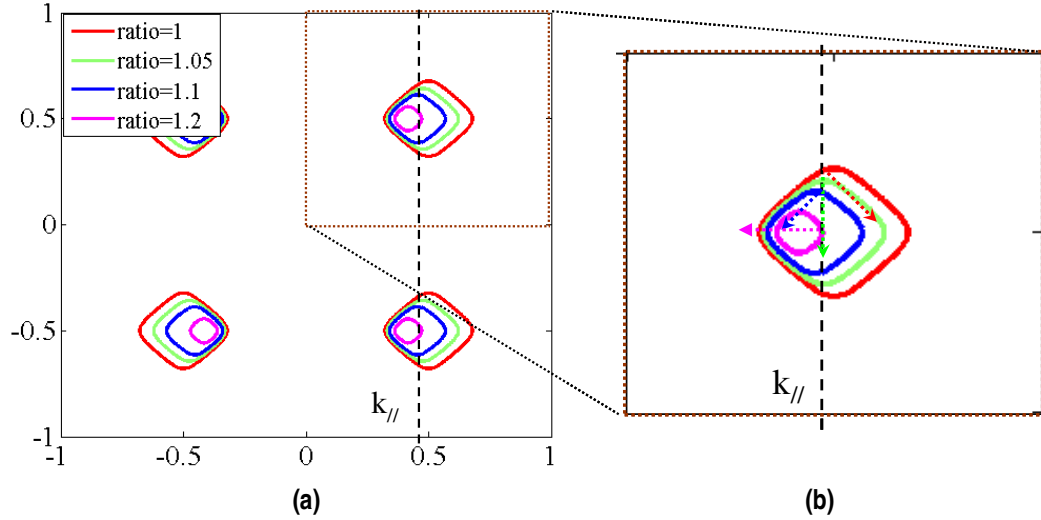 1
ratio=1
ratio=1.05
ratio=1.1
ratio=1.2
0.5
0
-0.5
-1
-1
-0.5
0
0.5
1
k//
k//
(a)
(b)